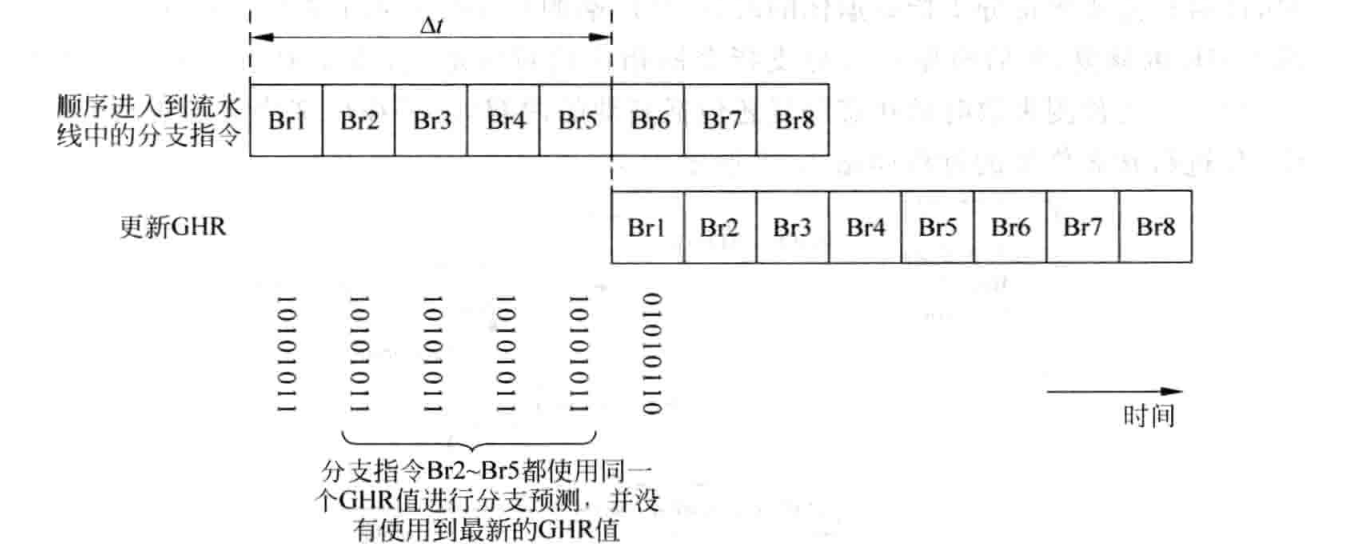 Δt
顺序进入到流水
线中的分支指令
Br1 Br2 Br3 Br4 Br5 Br6 Br7 Br8
更新GHR
Br1 Br2 Br3 Br4 Br5 Br6 Br7 Br8
10101011 10101011 10101011 10101011 10101011 01010110
时间
分支指令Br2~Br5都使用同一
个GHR值进行分支预测，并没
有使用到最新的GHR值